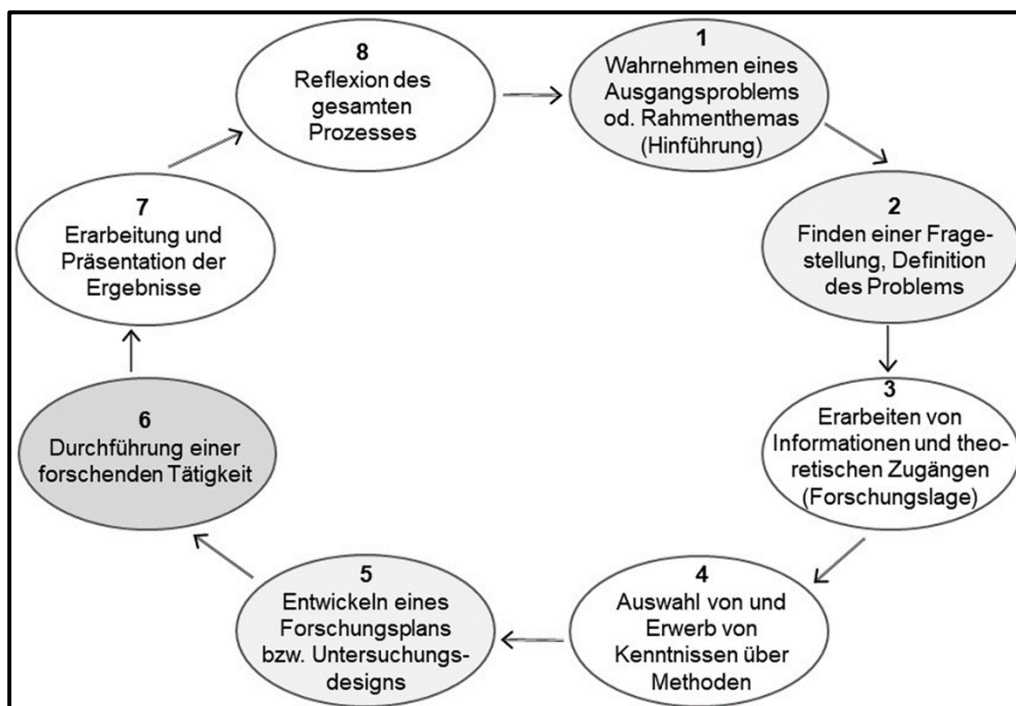 1
Wahrnehmen eines
Ausgangsproblems
od. Rahmenthemas
(Hinführung)
2
Finden einer Frage-
stellung, Definition
des Problems
3
Erarbeiten von
Informationen und theo-
retischen Zugängen
(Forschungslage)
4
Auswahl von und
Erwerb von
Kenntnissen über
Methoden
5
Entwickeln eines
Forschungsplans
bzw. Untersuchungs-
designs
6
Durchführung einer
forschenden Tätigkeit
7
Erarbeitung und
Präsentation der
Ergebnisse
8
Reflexion des
gesamten
Prozesses